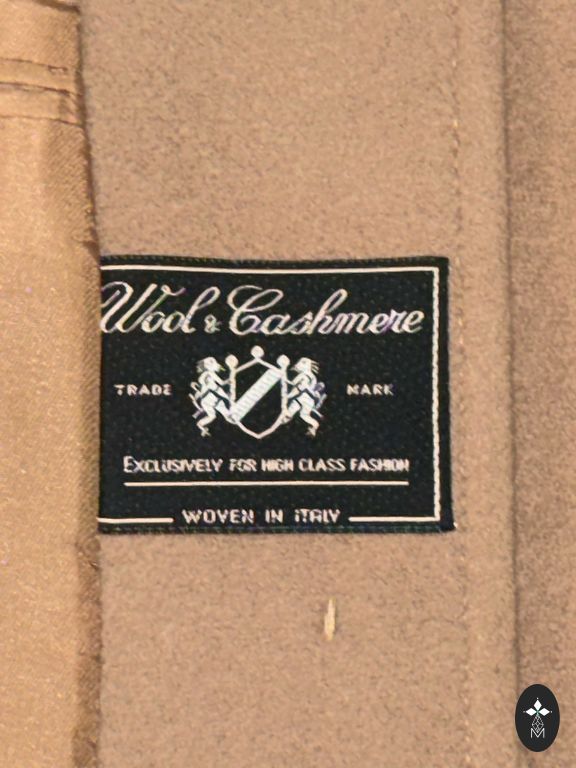 Wool & Cashmere
TRADE MARK
EXCLUSIVELY FOR HIGH CLASS FASHION
WOVEN IN ITALY
M